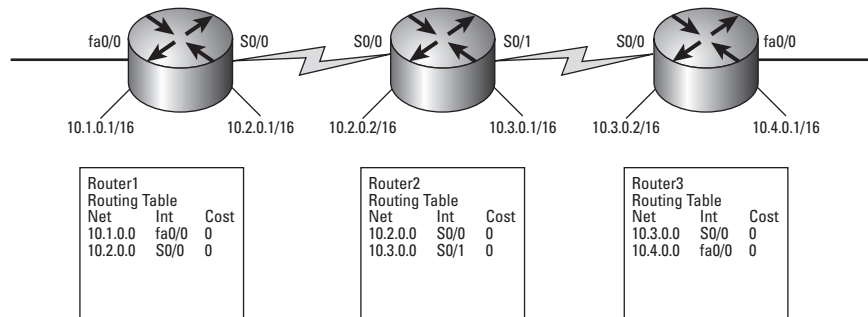 fa0/0 S0/0 S0/0 S0/1 S0/0 fa0/0
10.1.0.1/16 10.2.0.1/16 10.2.0.2/16 10.3.0.1/16 10.3.0.2/16 10.4.0.1/16
Router1
Routing Table
Net Int Cost
10.1.0.0 fa0/0 0
10.2.0.0 S0/0 0
Router2
Routing Table
Net Int Cost
10.2.0.0 S0/0 0
10.3.0.0 S0/1 0
Router3
Routing Table
Net Int Cost
10.3.0.0 S0/0 0
10.4.0.0 fa0/0 0